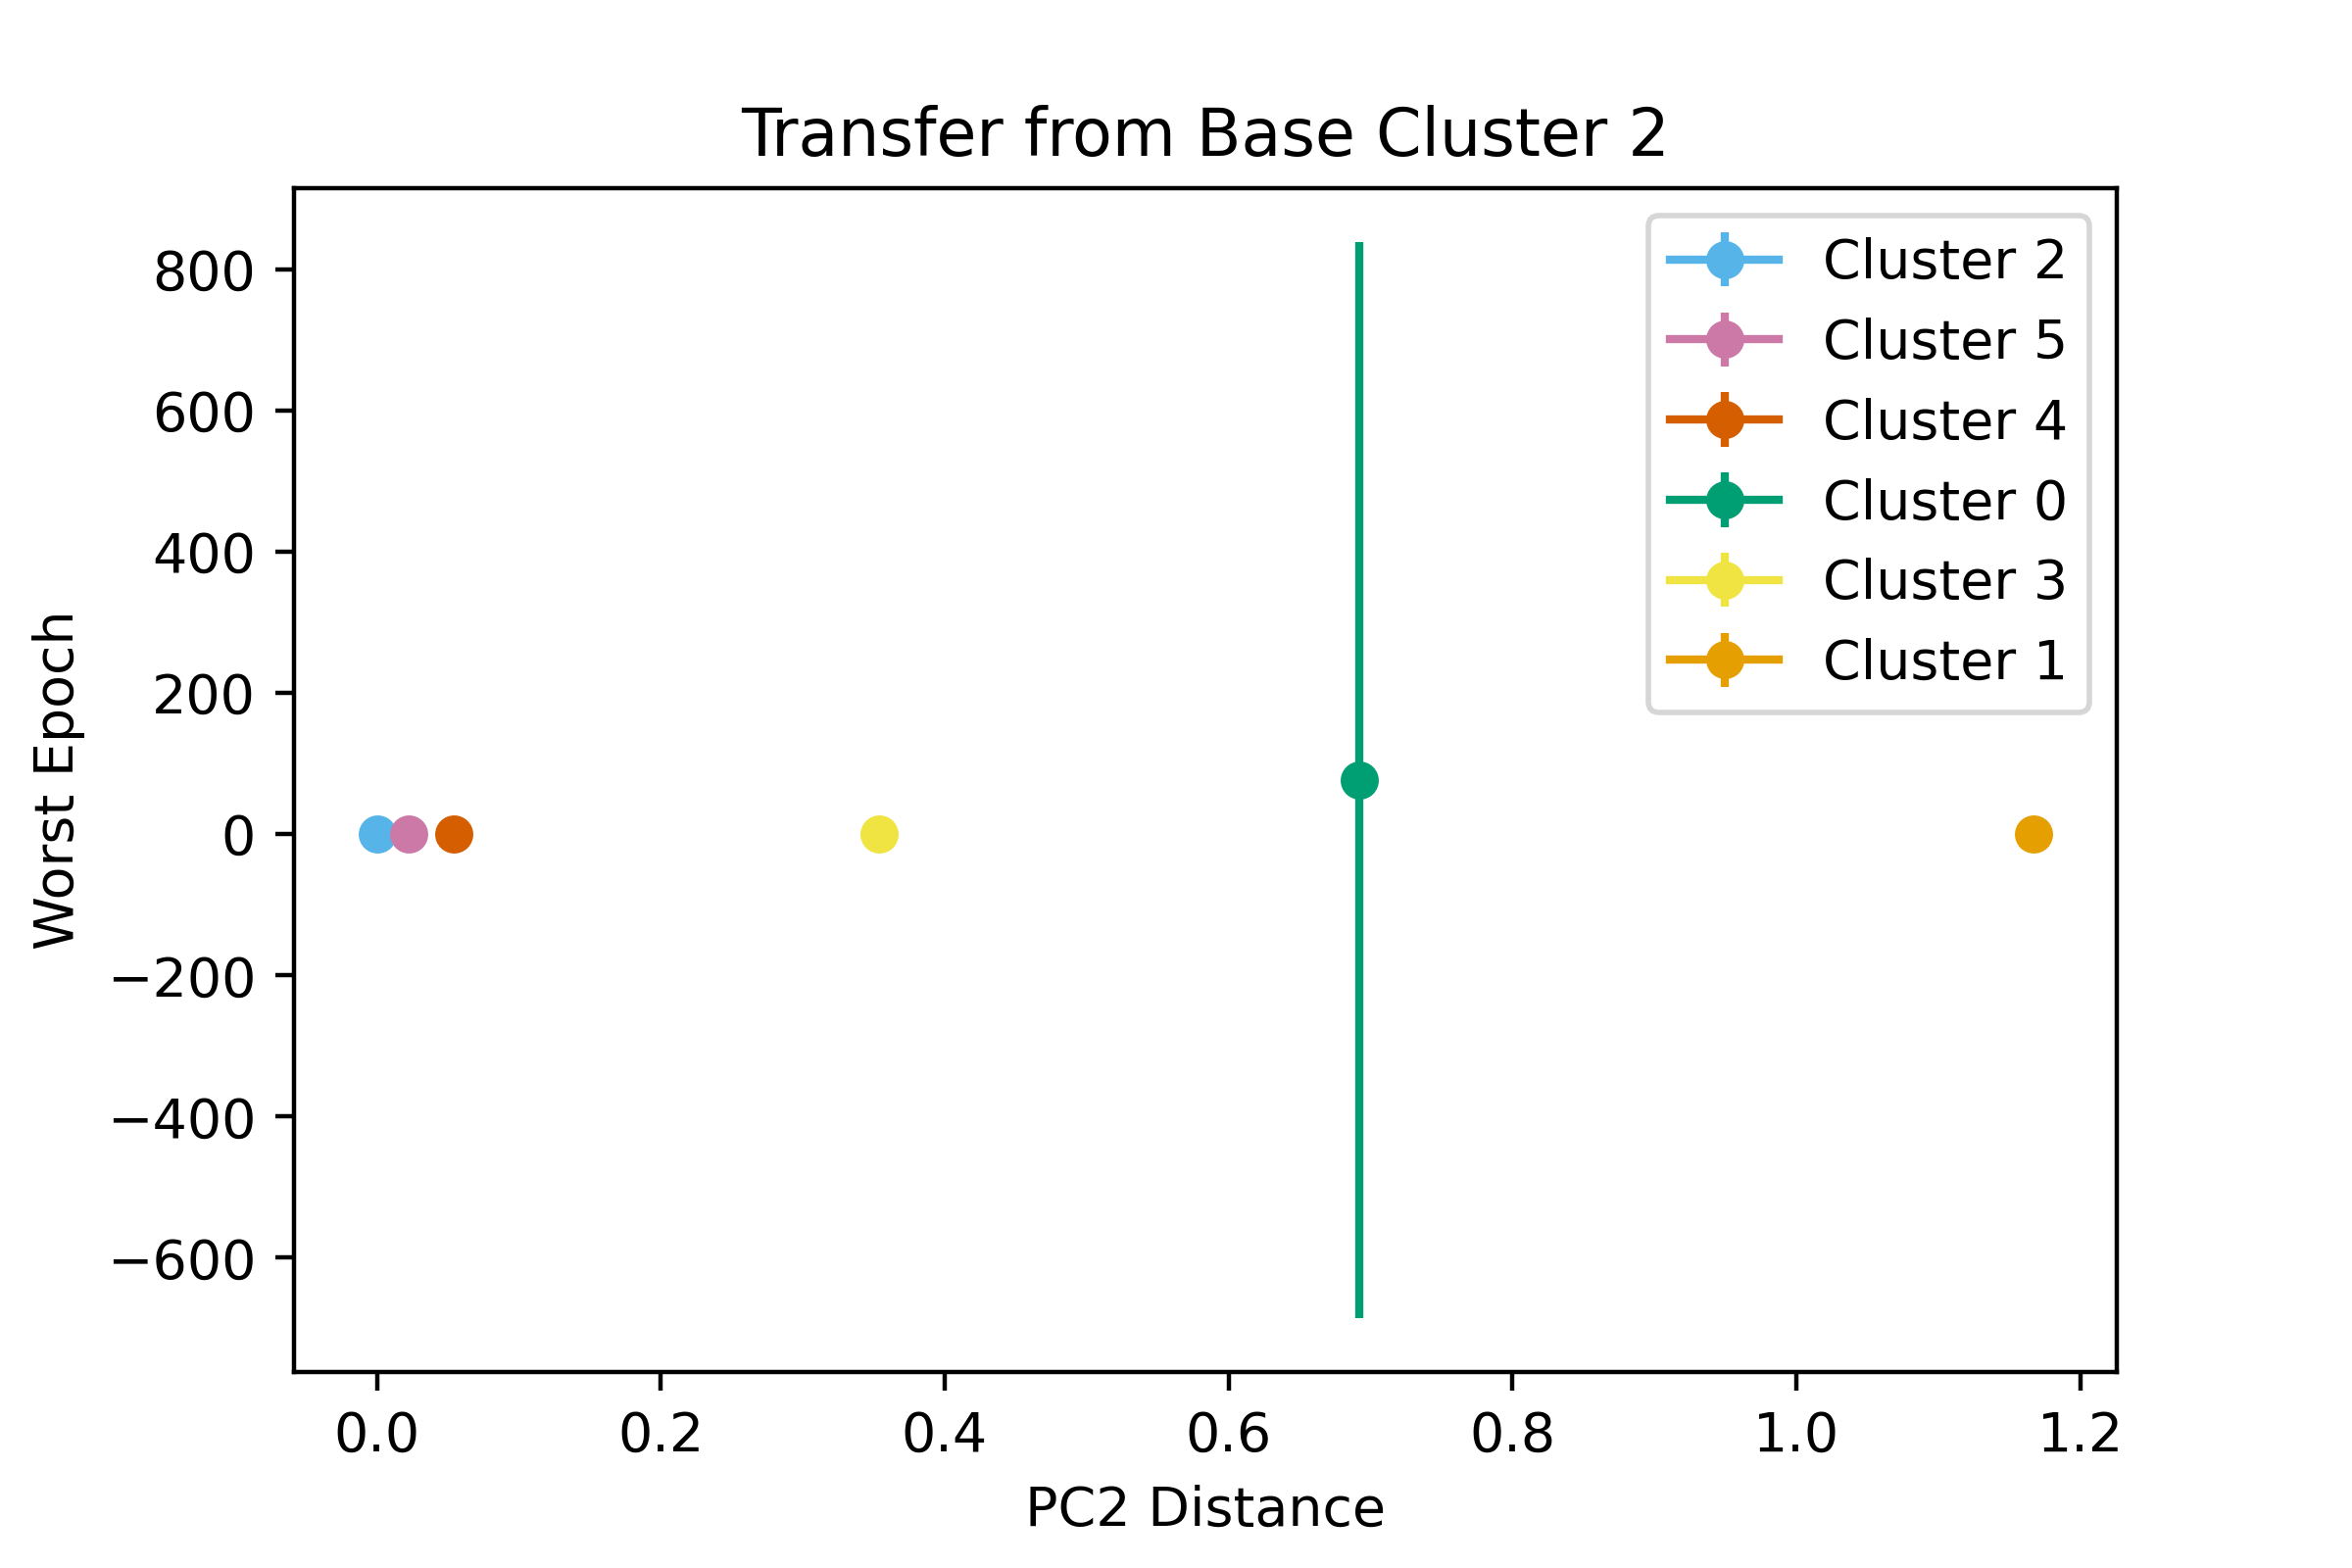 Transfer from Base Cluster 2
800
600
400
200
0
−200
−400
−600
Worst Epoch
Cluster 2
Cluster 5
Cluster 4
Cluster 0
Cluster 3
Cluster 1
0.0 0.2 0.4 0.6 0.8 1.0 1.2
PC2 Distance